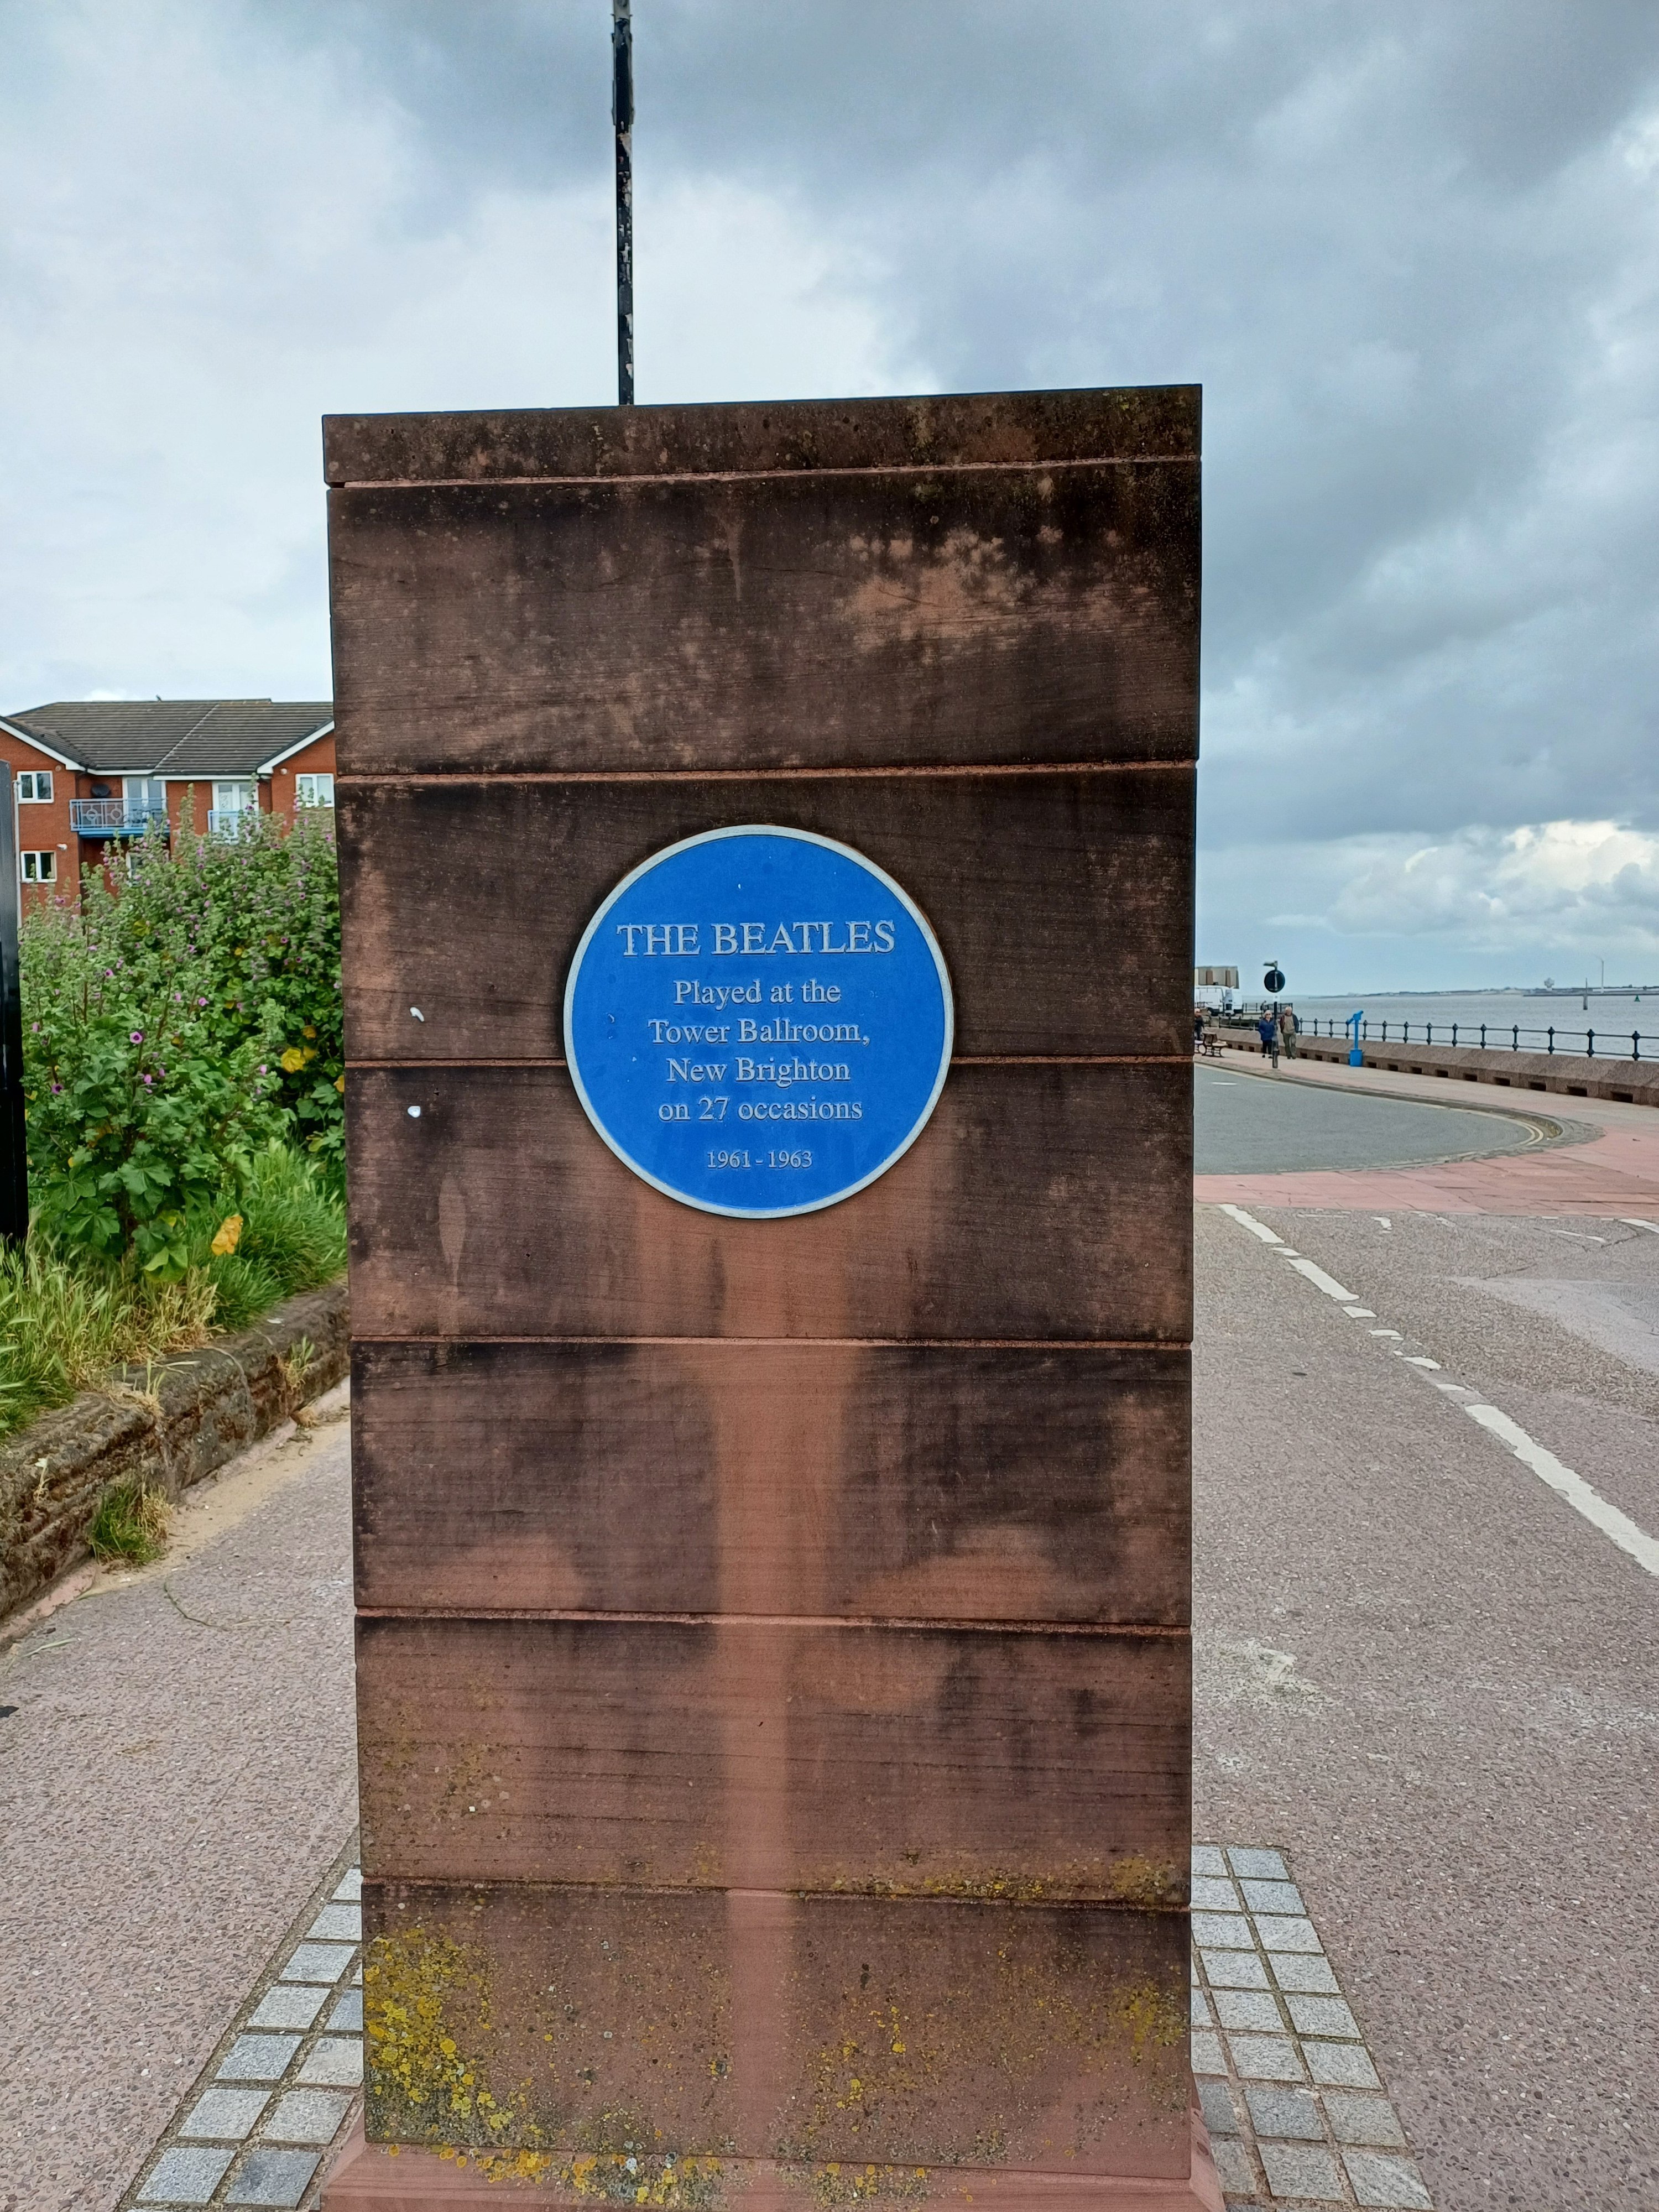 THE BEATLES
Played at the
Tower Ballroom,
New Brighton
on 27 occasions
1961-1963